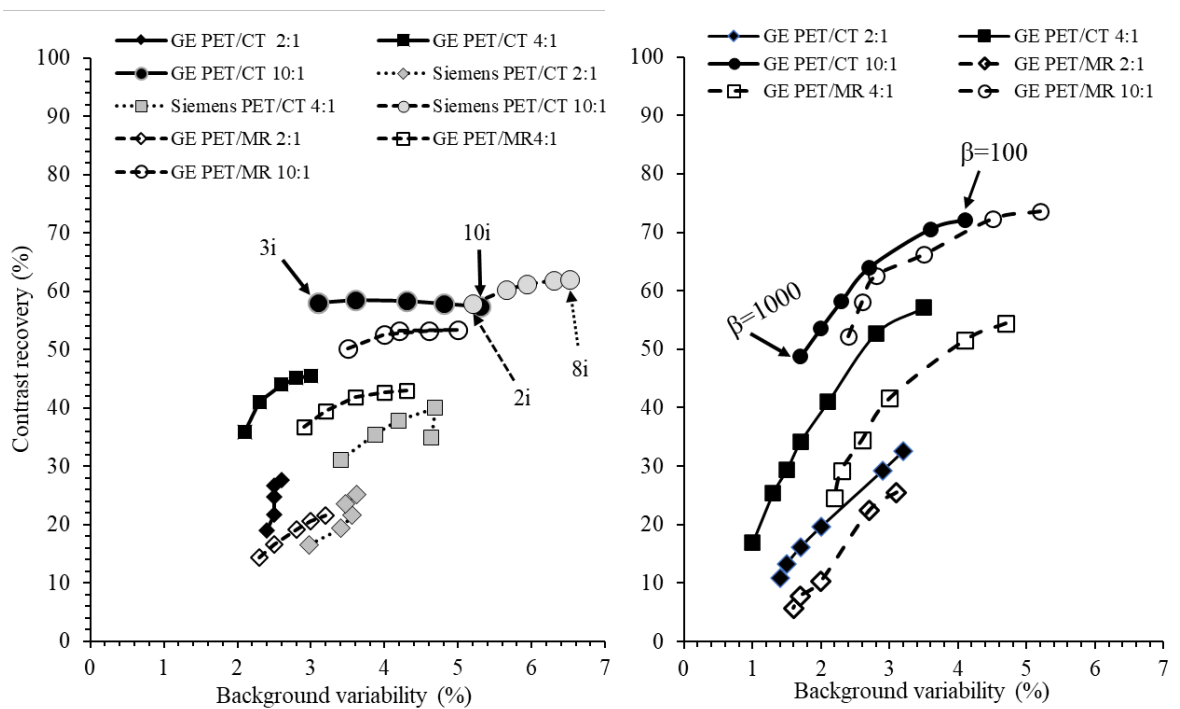 GE PET/CT 2:1
GE PET/CT 4:1
GE PET/CT 10:1
Siemens PET/CT 2:1
Siemens PET/CT 4:1
Siemens PET/CT 10:1
GE PET/MR 2:1
GE PET/MR4:1
GE PET/MR 10:1
Contrast recovery (%)
100
90
80
70
60
50
40
30
20
10
0
3i
10i
2i
8i
0 1 2 3 4 5 6 7
Background variability (%)
GE PET/CT 2:1
GE PET/CT 4:1
GE PET/CT 10:1
GE PET/MR 2:1
GE PET/MR 4:1
GE PET/MR 10:1
100
90
80
70
60
50
40
30
20
10
0
β=100
β=1000
0 1 2 3 4 5 6 7
Background variability (%)